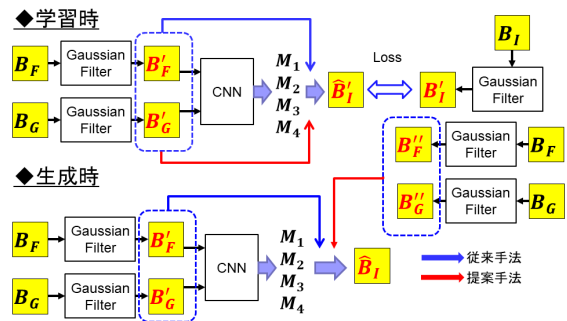 ◆学習時
B_F
Gaussian
Filter
B'_F
B_G
Gaussian
Filter
B'_G
CNN
M_1
M_2
M_3
M_4
B̂'_I
Loss
B'_I
B_I
Gaussian
Filter
B''_F
Gaussian
Filter
B_F
B''_G
Gaussian
Filter
B_G
◆生成時
B_F
Gaussian
Filter
B'_F
B_G
Gaussian
Filter
B'_G
CNN
M_1
M_2
M_3
M_4
B̂_I
従来手法
提案手法